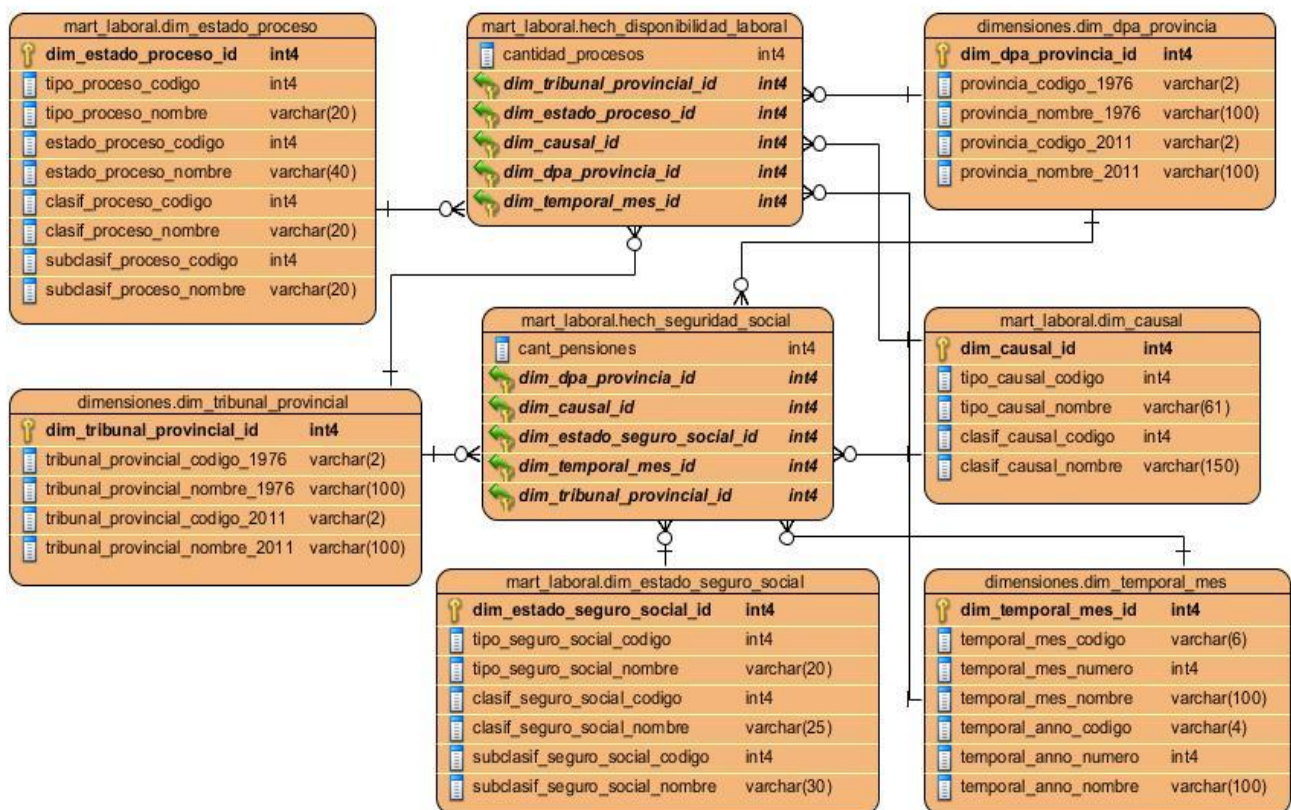 mart_laboral.dim_estado_proceso
dim_estado_proceso_id int4
tipo_proceso_codigo int4
tipo_proceso_nombre varchar(20)
estado_proceso_codigo int4
estado_proceso_nombre varchar(40)
clasif_proceso_codigo int4
clasif_proceso_nombre varchar(20)
subclasif_proceso_codigo int4
subclasif_proceso_nombre varchar(20)
mart_laboral.hech_disponibilidad_laboral
cantidad_procesos int4
dim_tribunal_provincial_id int4
dim_estado_proceso_id int4
dim_causal_id int4
dim_dpa_provincia_id int4
dim_temporal_mes_id int4
dimensiones.dim_dpa_provincia
dim_dpa_provincia_id int4
provincia_codigo_1976 varchar(2)
provincia_nombre_1976 varchar(100)
provincia_codigo_2011 varchar(2)
provincia_nombre_2011 varchar(100)
dimensiones.dim_tribunal_provincial
dim_tribunal_provincial_id int4
tribunal_provincial_codigo_1976 varchar(2)
tribunal_provincial_nombre_1976 varchar(100)
tribunal_provincial_codigo_2011 varchar(2)
tribunal_provincial_nombre_2011 varchar(100)
mart_laboral.hech_seguridad_social
cant_pensiones int4
dim_dpa_provincia_id int4
dim_causal_id int4
dim_estado_seguro_social_id int4
dim_temporal_mes_id int4
dim_tribunal_provincial_id int4
mart_laboral.dim_causal
dim_causal_id int4
tipo_causal_codigo int4
tipo_causal_nombre varchar(61)
clasif_causal_codigo int4
clasif_causal_nombre varchar(150)
mart_laboral.dim_estado_seguro_social
dim_estado_seguro_social_id int4
tipo_seguro_social_codigo int4
tipo_seguro_social_nombre varchar(20)
clasif_seguro_social_codigo int4
clasif_seguro_social_nombre varchar(25)
subclasif_seguro_social_codigo int4
subclasif_seguro_social_nombre varchar(30)
dimensiones.dim_temporal_mes
dim_temporal_mes_id int4
temporal_mes_codigo varchar(6)
temporal_mes_numero int4
temporal_mes_nombre varchar(100)
temporal_anno_codigo varchar(4)
temporal_anno_numero int4
temporal_anno_nombre varchar(100)